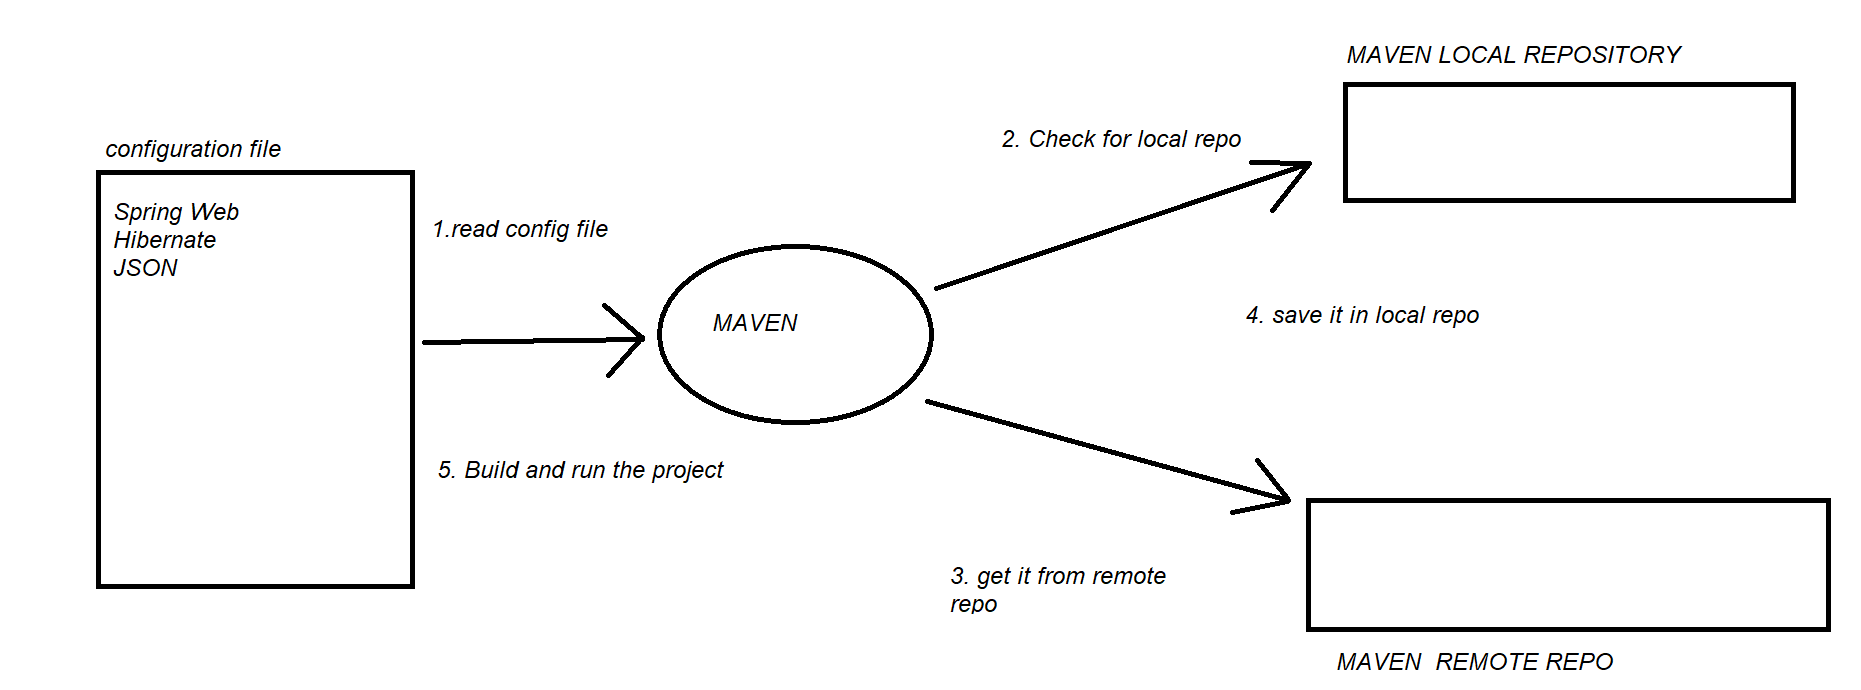 MAVEN LOCAL REPOSITORY
2. Check for local repo
configuration file
Spring Web
Hibernate
JSON
1.read config file
MAVEN
4. save it in local repo
5. Build and run the project
3. get it from remote
repo
MAVEN  REMOTE REPO